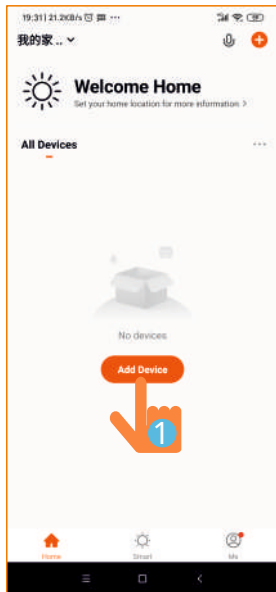 19:31 | 21.2KB/s
我的家..
Welcome Home
Set your home location for more information >
All Devices
No devices
Add Device
1
Home
Smart
Me